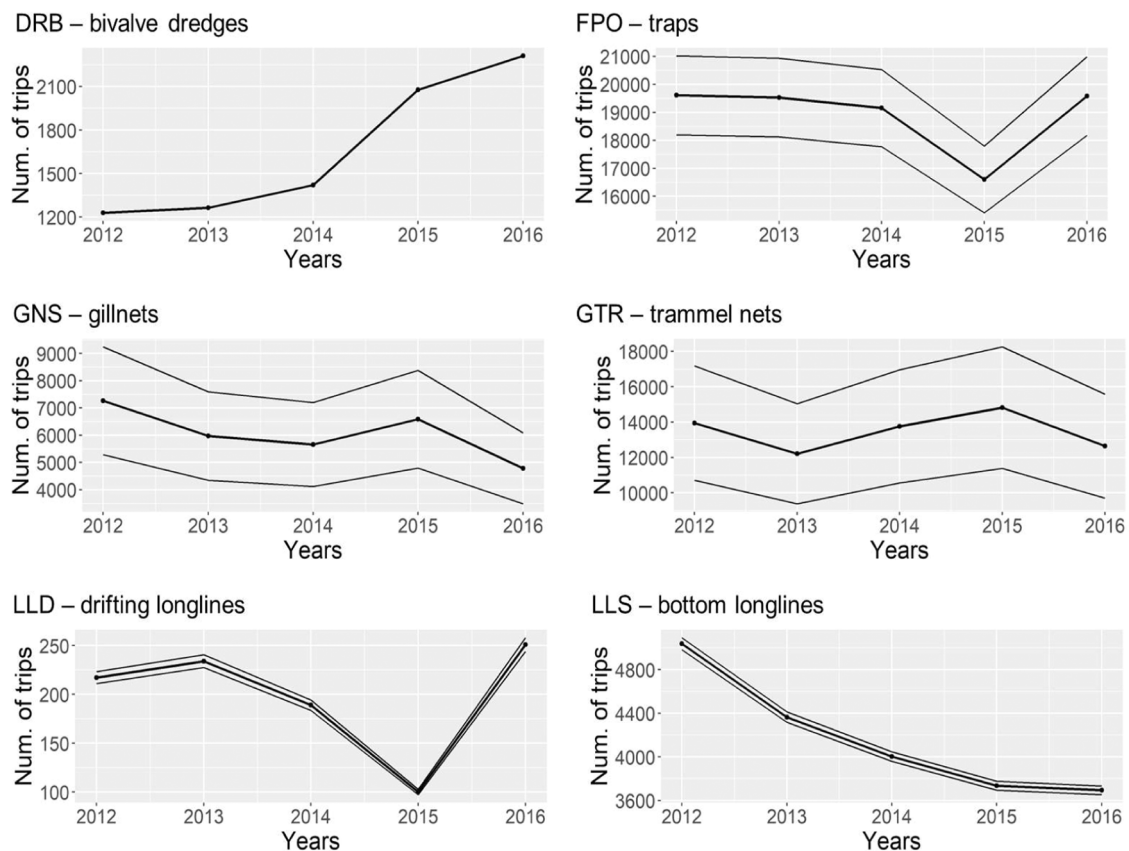 DRB – bivalve dredges
Num. of trips
2100
1800
1500
1200
2012 2013 2014 2015 2016
Years
FPO – traps
Num. of trips
21000
20000
19000
18000
17000
16000
2012 2013 2014 2015 2016
Years
GNS – gillnets
Num. of trips
9000
8000
7000
6000
5000
4000
2012 2013 2014 2015 2016
Years
GTR – trammel nets
Num. of trips
18000
16000
14000
12000
10000
2012 2013 2014 2015 2016
Years
LLD – drifting longlines
Num. of trips
250
200
150
100
2012 2013 2014 2015 2016
Years
LLS – bottom longlines
Num. of trips
4800
4400
4000
3600
2012 2013 2014 2015 2016
Years